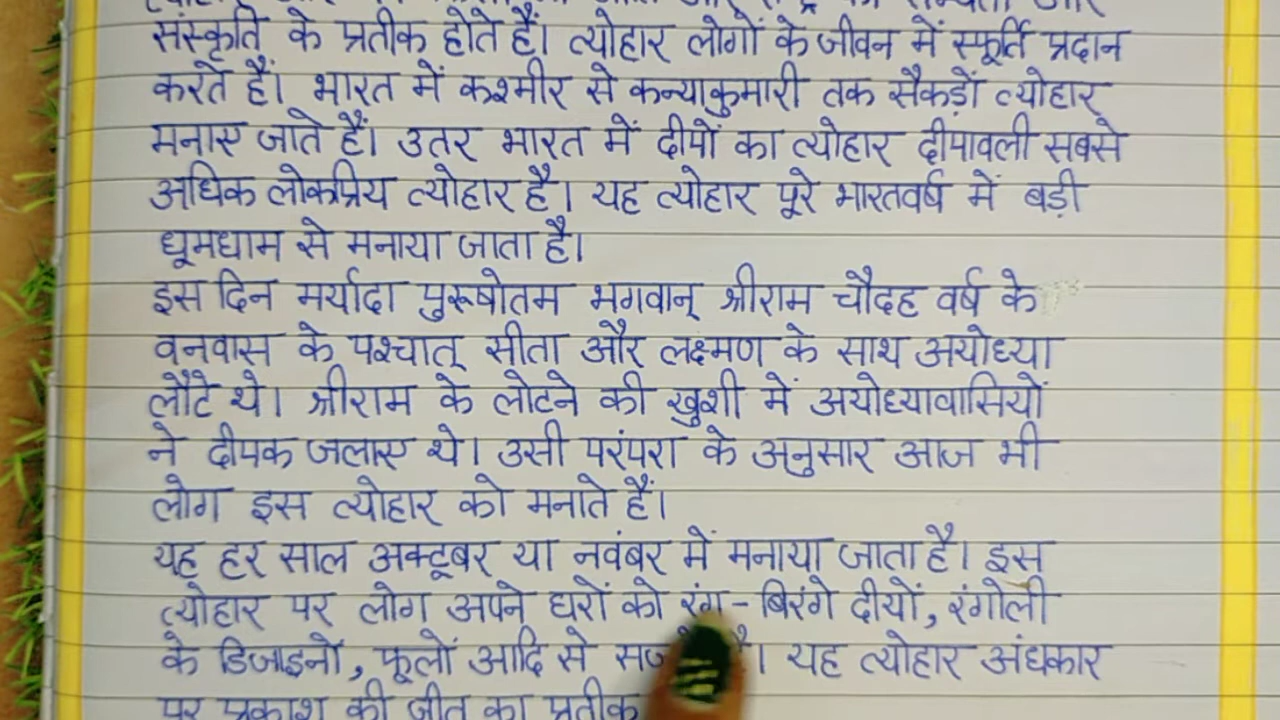 संस्कृति के प्रतीक होते हैं। त्योहार लोगों के जीवन में स्फूर्ति प्रदान
करते हैं। भारत में कश्मीर से कन्याकुमारी तक सैकड़ों त्योहार
मनाए जाते हैं। उतर भारत में दीपों का त्योहार दीपावली सबसे
अधिक लोकप्रिय त्योहार है। यह त्योहार पूरे भारतवर्ष में बड़ी
धूमधाम से मनाया जाता है।
इस दिन मर्यादा पुरूषोतम भगवान् श्रीराम चौदह वर्ष के
वनवास के पश्चात् सीता और लक्ष्मण के साथ अयोध्या
लौटे थे। श्रीराम के लोटने की खुशी में अयोध्यावासियों
ने दीपक जलाए थे। उसी परंपरा के अनुसार आज भी
लोग इस त्योहार को मनाते हैं।
यह हर साल अक्टूबर या नवंबर में मनाया जाता है। इस
त्योहार पर लोग अपने घरों को रंग-बिरंगे दीयों, रंगोली
के डिजाइनों, फूलों आदि से है। यह त्योहार अंधकार
पर प्रकाश की जीत का प्रतीक